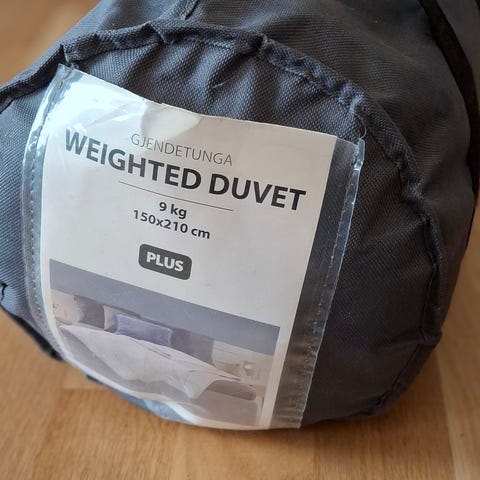 GJENDETUNGA
WEIGHTED DUVET
9 kg
150x210 cm
PLUS